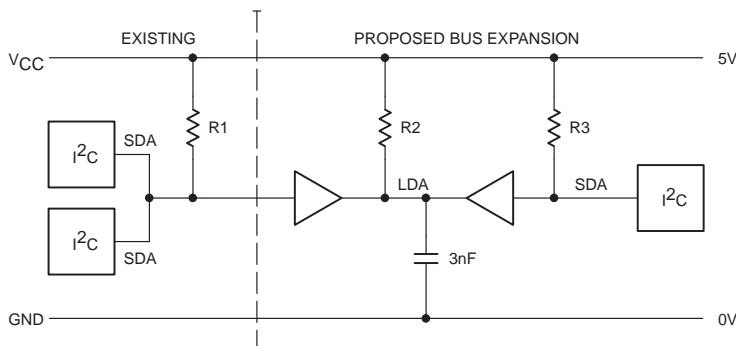 EXISTING
PROPOSED BUS EXPANSION
VCC
5V
R1
R2
R3
I2C
SDA
LDA
SDA
I2C
I2C
SDA
3nF
GND
0V